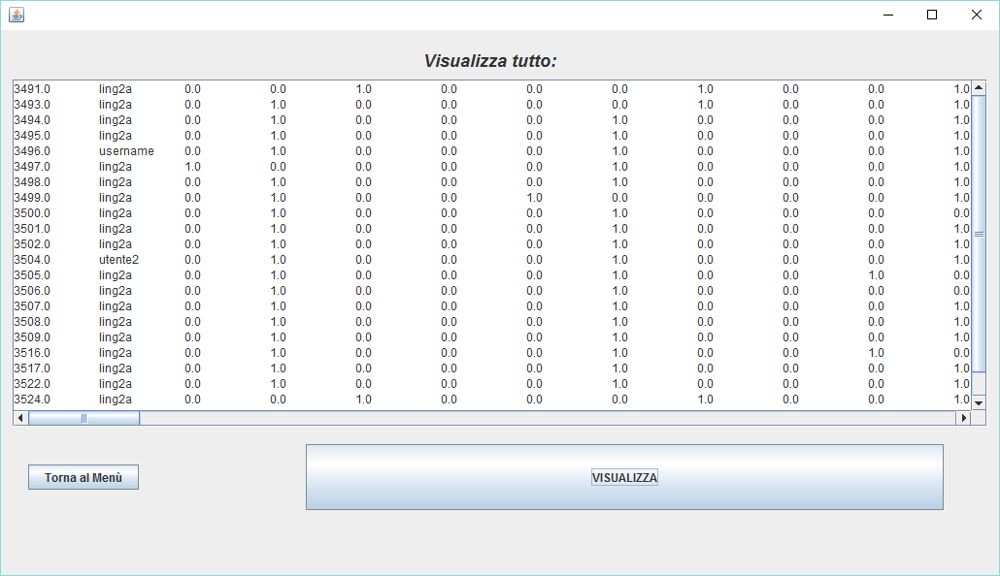 Visualizza tutto:
3491.0 ling2a 0.0 0.0 1.0 0.0 0.0 0.0 1.0 0.0 0.0 1.0
3493.0 ling2a 0.0 1.0 0.0 0.0 0.0 0.0 1.0 0.0 0.0 1.0
3494.0 ling2a 0.0 1.0 0.0 0.0 0.0 1.0 0.0 0.0 0.0 1.0
3495.0 ling2a 0.0 1.0 0.0 0.0 0.0 1.0 0.0 0.0 0.0 1.0
3496.0 username 0.0 1.0 0.0 0.0 0.0 1.0 0.0 0.0 0.0 1.0
3497.0 ling2a 1.0 0.0 0.0 0.0 0.0 1.0 0.0 0.0 0.0 1.0
3498.0 ling2a 0.0 1.0 0.0 0.0 0.0 1.0 0.0 0.0 0.0 1.0
3499.0 ling2a 0.0 1.0 0.0 0.0 1.0 0.0 0.0 0.0 0.0 1.0
3500.0 ling2a 0.0 1.0 0.0 0.0 0.0 1.0 0.0 0.0 0.0 0.0
3501.0 ling2a 0.0 1.0 0.0 0.0 0.0 1.0 0.0 0.0 0.0 1.0
3502.0 ling2a 0.0 1.0 0.0 0.0 0.0 1.0 0.0 0.0 0.0 1.0
3504.0 utente2 0.0 1.0 0.0 0.0 0.0 1.0 0.0 0.0 0.0 1.0
3505.0 ling2a 0.0 1.0 0.0 0.0 0.0 1.0 0.0 0.0 1.0 0.0
3506.0 ling2a 0.0 1.0 0.0 0.0 0.0 1.0 0.0 0.0 0.0 0.0
3507.0 ling2a 0.0 1.0 0.0 0.0 0.0 1.0 0.0 0.0 0.0 1.0
3508.0 ling2a 0.0 1.0 0.0 0.0 0.0 1.0 0.0 0.0 0.0 1.0
3509.0 ling2a 0.0 1.0 0.0 0.0 0.0 1.0 0.0 0.0 0.0 1.0
3516.0 ling2a 0.0 1.0 0.0 0.0 0.0 1.0 0.0 0.0 1.0 0.0
3517.0 ling2a 0.0 1.0 0.0 0.0 0.0 1.0 0.0 0.0 0.0 1.0
3522.0 ling2a 0.0 1.0 0.0 0.0 0.0 1.0 0.0 0.0 0.0 1.0
3524.0 ling2a 0.0 0.0 1.0 0.0 0.0 0.0 1.0 0.0 0.0 1.0
Torna al Menù
VISUALIZZA